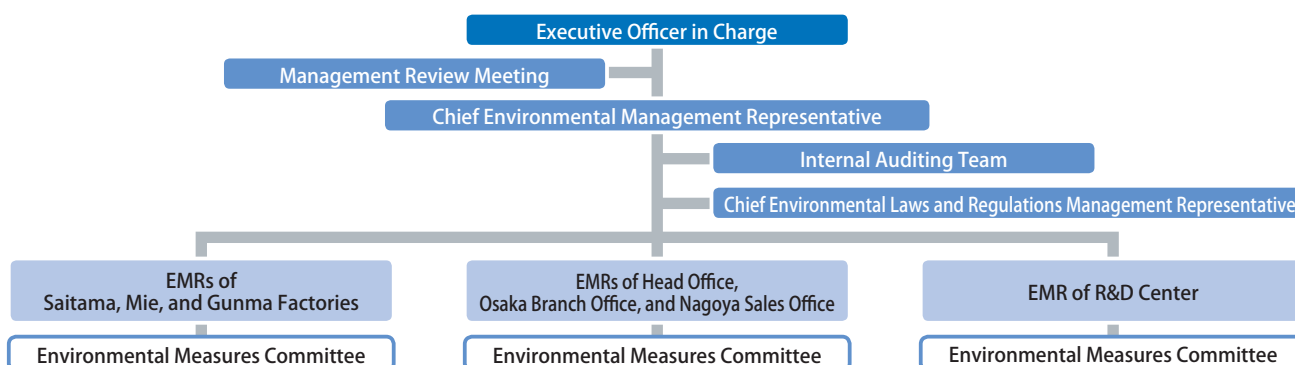 Executive Officer in Charge
Management Review Meeting
Chief Environmental Management Representative
Internal Auditing Team
Chief Environmental Laws and Regulations Management Representative
EMRs of
Saitama, Mie, and Gunma Factories
EMRs of Head Office,
Osaka Branch Office, and Nagoya Sales Office
EMR of R&D Center
Environmental Measures Committee
Environmental Measures Committee
Environmental Measures Committee